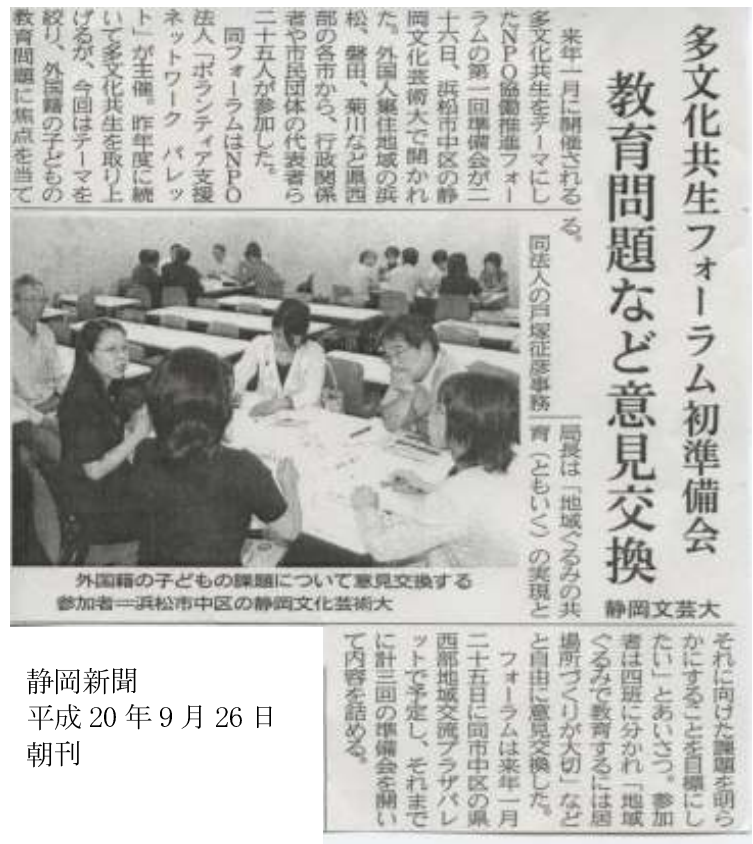 多文化共生フォーラム初準備会
教育問題など意見交換
静岡文芸大
来年一月に開催される
多文化共生をテーマにし
たNPO協働推進フォー
ラムの第一回準備会が二
十六日、浜松市中区の静
岡文化芸術大で開かれ
た。外国人集住地域の浜
松、磐田、菊川など県西
部の各市から、行政関係
者や市民団体の代表者ら
二十五人が参加した。
同フォーラムはNPO
法人「ボランティア支援
ネットワーク パレッ
ト」が主催。昨年度に続
いて多文化共生を取り上
げるが、今回はテーマを
絞り、外国籍の子どもの
教育問題に焦点を当て
る。
同法人の戸塚征彦事務
局長は「地域ぐるみの共
育（ともいく）の実現と
それに向けた課題を明ら
かにすることを目標にし
たい」とあいさつ。参加
者は四班に分かれ「地域
ぐるみで教育するには居
場所づくりが大切」など
と自由に意見交換した。
フォーラムは来年一月
二十五日に同市中区の県
西部地域交流プラザパレ
ットで予定し、それまで
に計三回の準備会を開い
て内容を詰める。
外国籍の子どもの課題について意見交換する
参加者＝浜松市中区の静岡文化芸術大
静岡新聞
平成20年9月26日
朝刊